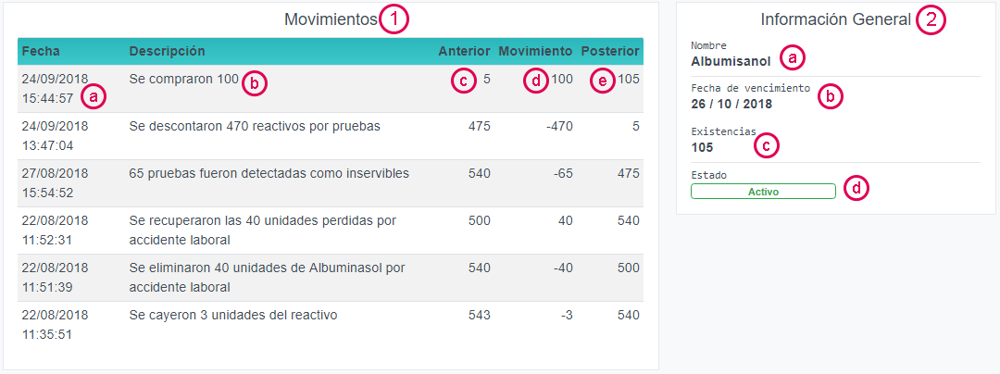 Movimientos 1
Fecha Descripción Anterior Movimiento Posterior
24/09/2018 Se compraron 100 b c 5 d 100 e 105
15:44:57 a
24/09/2018 Se descontaron 470 reactivos por pruebas 475 -470 5
13:47:04
27/08/2018 65 pruebas fueron detectadas como inservibles 540 -65 475
15:54:52
22/08/2018 Se recuperaron las 40 unidades perdidas por 500 40 540
11:52:31 accidente laboral
22/08/2018 Se eliminaron 40 unidades de Albuminasol por 540 -40 500
11:51:39 accidente laboral
22/08/2018 Se cayeron 3 unidades del reactivo 543 -3 540
11:35:51
Información General 2
Nombre
Albumisanol a
Fecha de vencimiento
26 / 10 / 2018 b
Existencias
105 c
Estado
Activo d